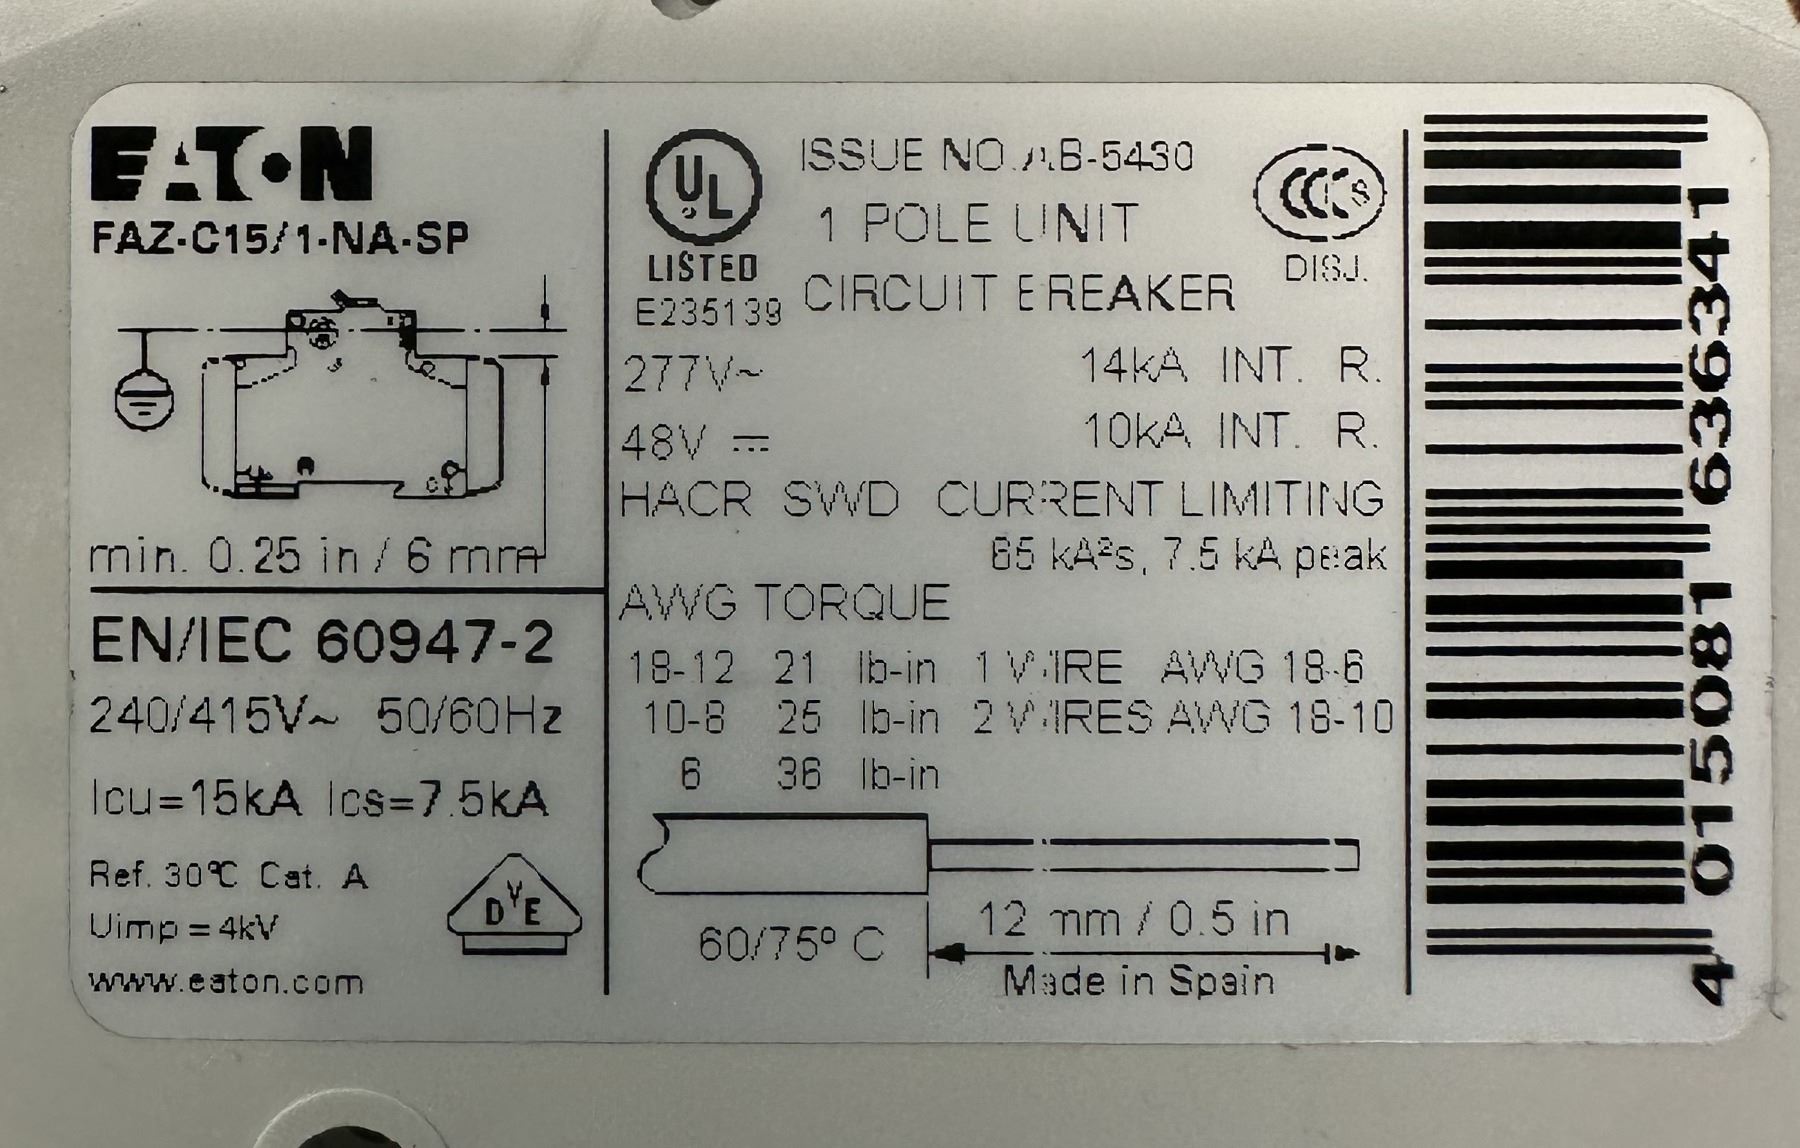 EATON
FAZ-C15/1-NA-SP
min. 0.25 in / 6 mm
EN/IEC 60947-2
240/415V~ 50/60Hz
Icu=15kA Ics=7.5kA
Ref. 30°C Cat. A
Uimp = 4kV
www.eaton.com
DVE
UL
LISTED
E235139
ISSUE NO. AB-5430
1 POLE UNIT
CIRCUIT BREAKER
CCC S
DISJ.
277V~ 14kA INT. R.
48V ⎓ 10kA INT. R.
HACR SWD CURRENT LIMITING
65 kA²s, 7.5 kA peak
AWG TORQUE
18-12 21 lb-in 1 WIRE AWG 18-6
10-8 25 lb-in 2 WIRES AWG 18-10
6 36 lb-in
60/75° C
12 mm / 0.5 in
Made in Spain
4 015081 636341